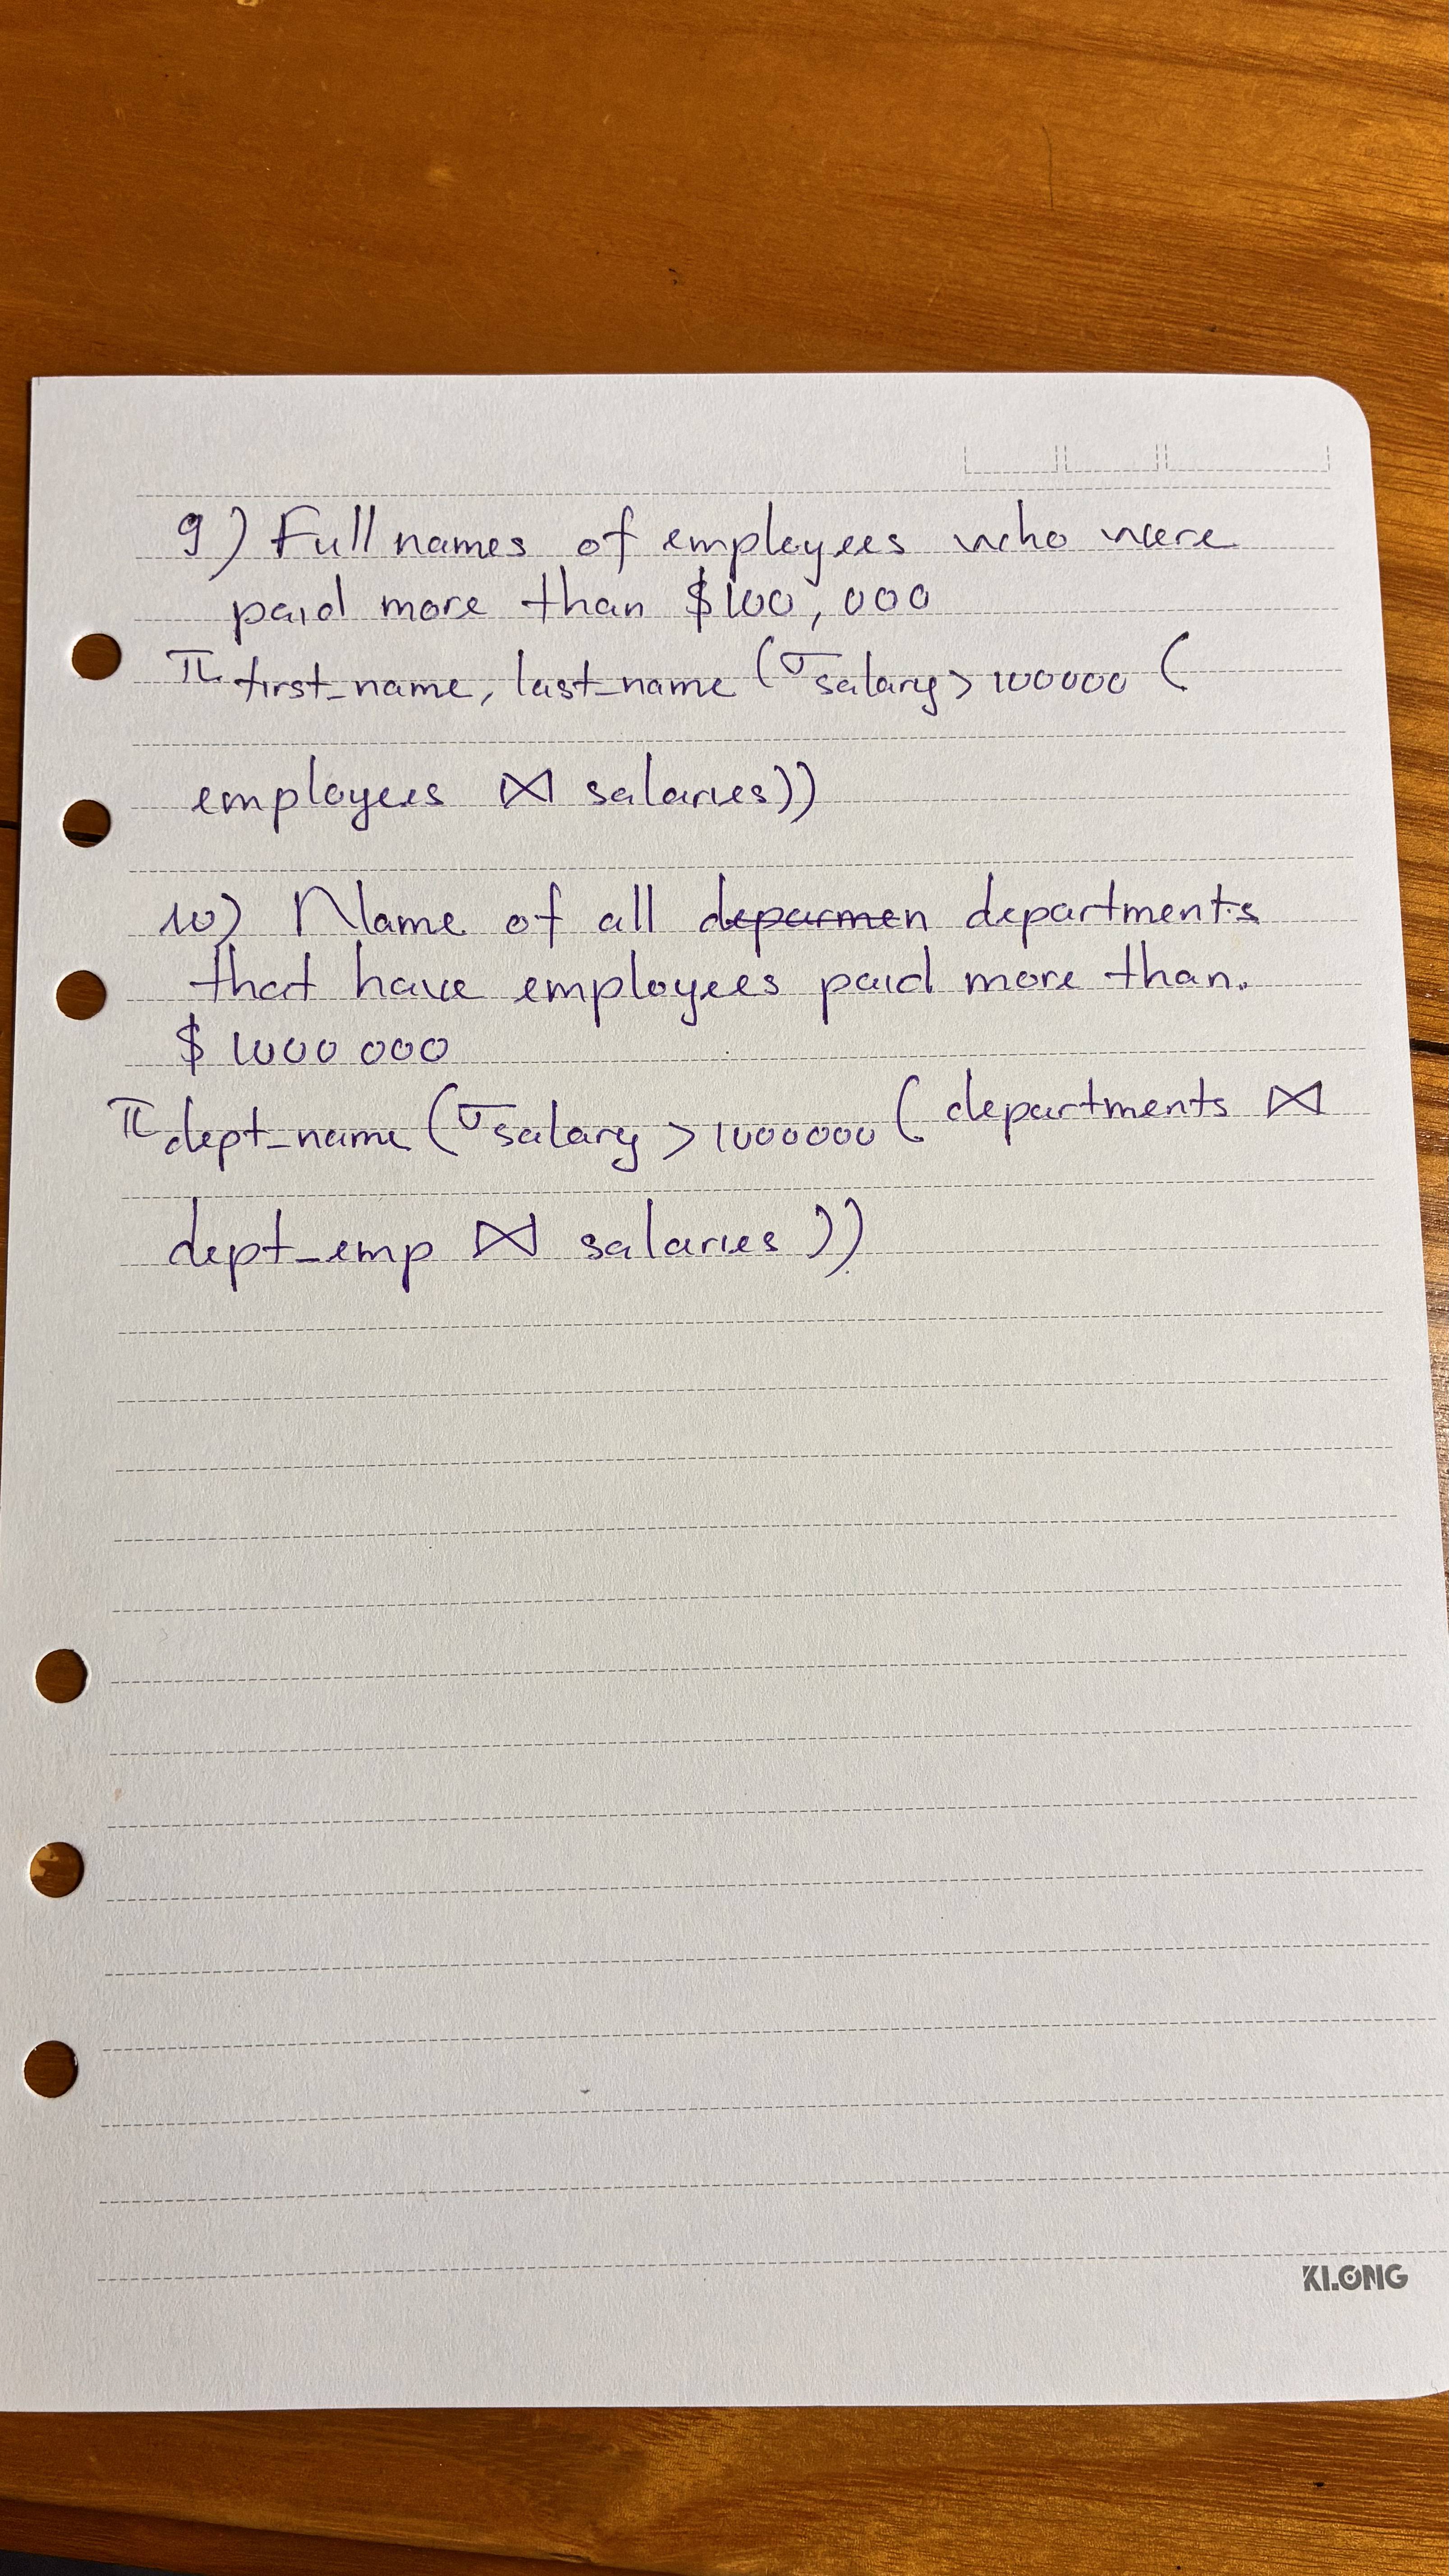 9) Full names of employees who were
paid more than $100,000
π first_name, last_name (σ salary > 100000 (
employees ⋈ salaries))
10) Name of all deparmen departments
that have employees paid more than.
$ 1000 000
π dept_name (σ salary > 1000000 ( departments ⋈
dept_emp ⋈ salaries ))
KLONG